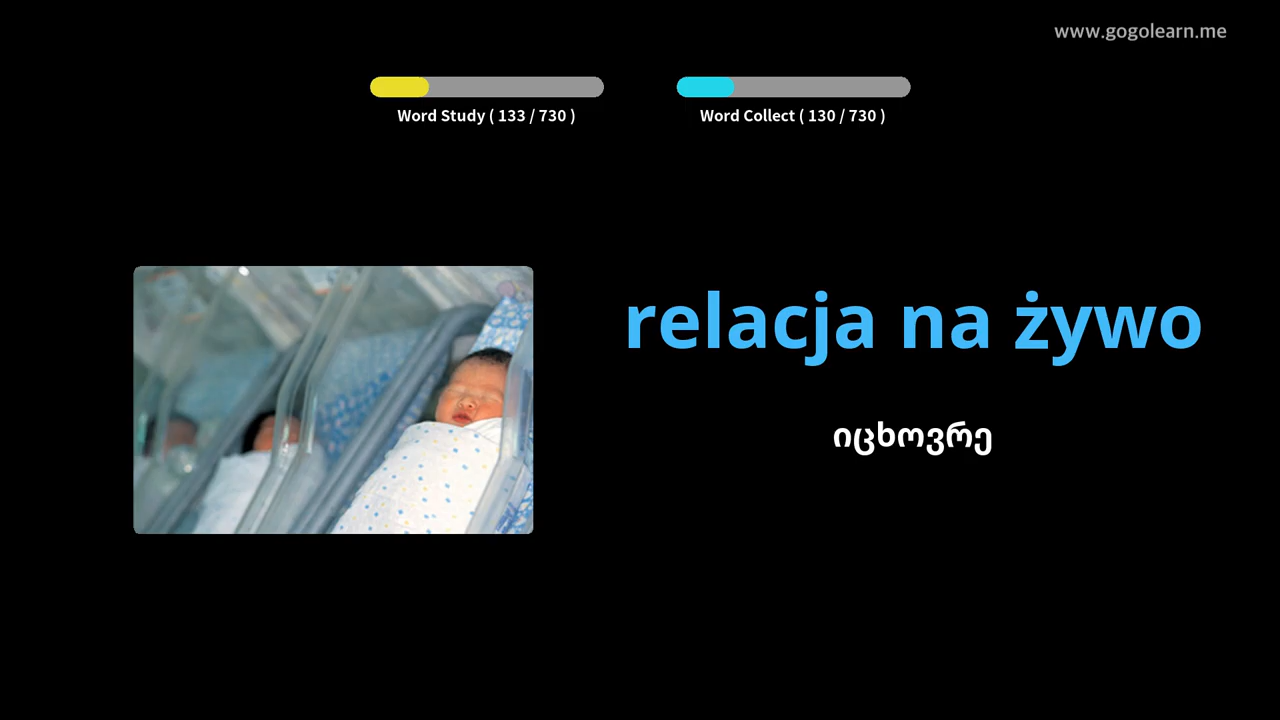 www.gogolearn.me
Word Study ( 133 / 730 )
Word Collect ( 130 / 730 )
relacja na żywo
იცხოვრე